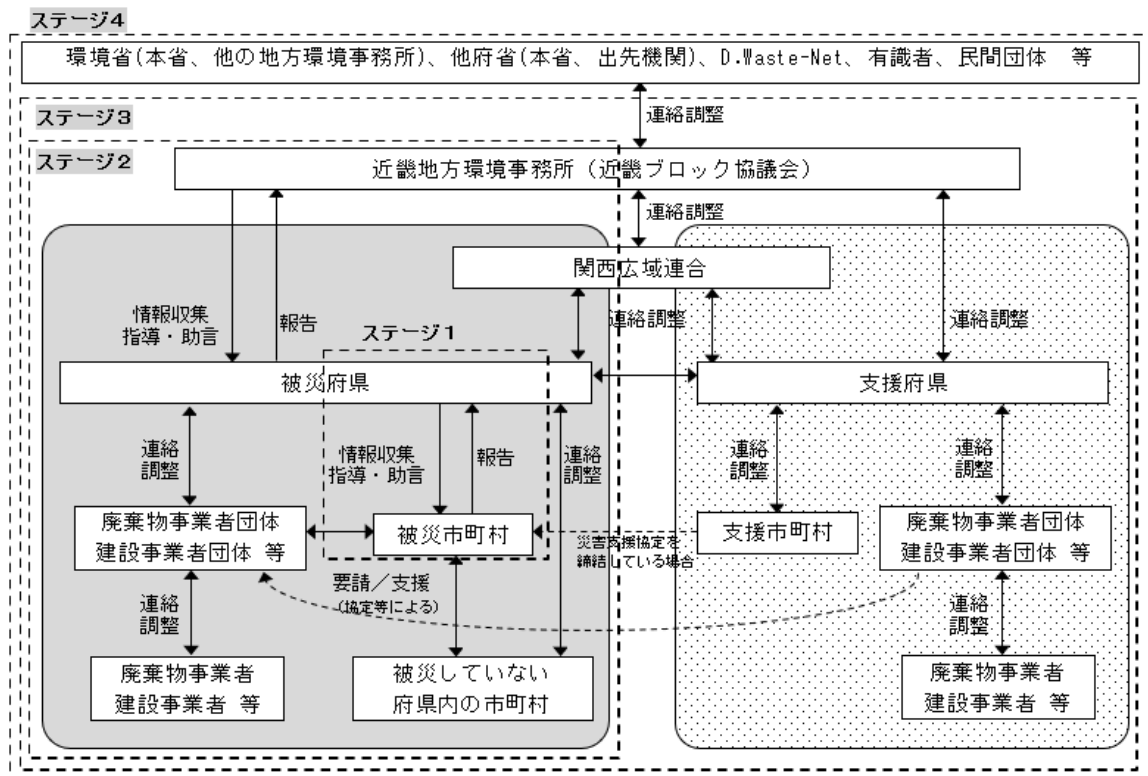 ステージ4
環境省(本省、他の地方環境事務所)、他府省(本省、出先機関)、D.Waste-Net、有識者、民間団体 等
連絡調整
ステージ3
ステージ2
近畿地方環境事務所(近畿ブロック協議会)
連絡調整
関西広域連合
情報収集
指導・助言
報告
ステージ1
連絡調整
連絡調整
被災府県
支援府県
連絡
調整
情報収集
指導・助言
報告
連絡
調整
連絡
調整
連絡
調整
廃棄物事業者団体
建設事業者団体 等
被災市町村
災害支援協定を
締結している場合
支援市町村
廃棄物事業者団体
建設事業者団体 等
連絡
調整
要請/支援
(協定等による)
連絡
調整
廃棄物事業者
建設事業者 等
被災していない
府県内の市町村
廃棄物事業者
建設事業者 等